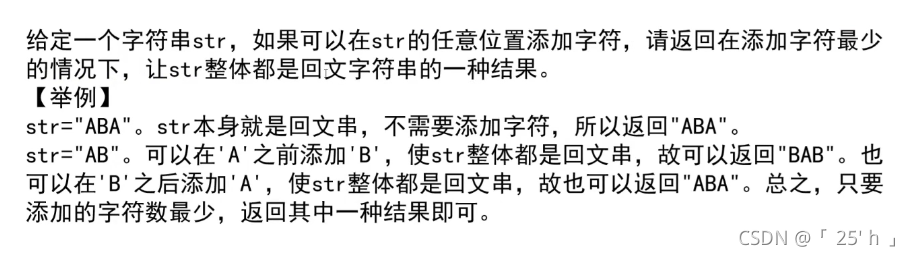 给定一个字符串str，如果可以在str的任意位置添加字符，请返回在添加字符最少
的情况下，让str整体都是回文字符串的一种结果。
【举例】
str="ABA"。str本身就是回文串，不需要添加字符，所以返回"ABA"。
str="AB"。可以在'A'之前添加'B'，使str整体都是回文串，故可以返回"BAB"。也
可以在'B'之后添加'A'，使str整体都是回文串，故也可以返回"ABA"。总之，只要
添加的字符数最少，返回其中一种结果即可。
CSDN @「 25' h 」